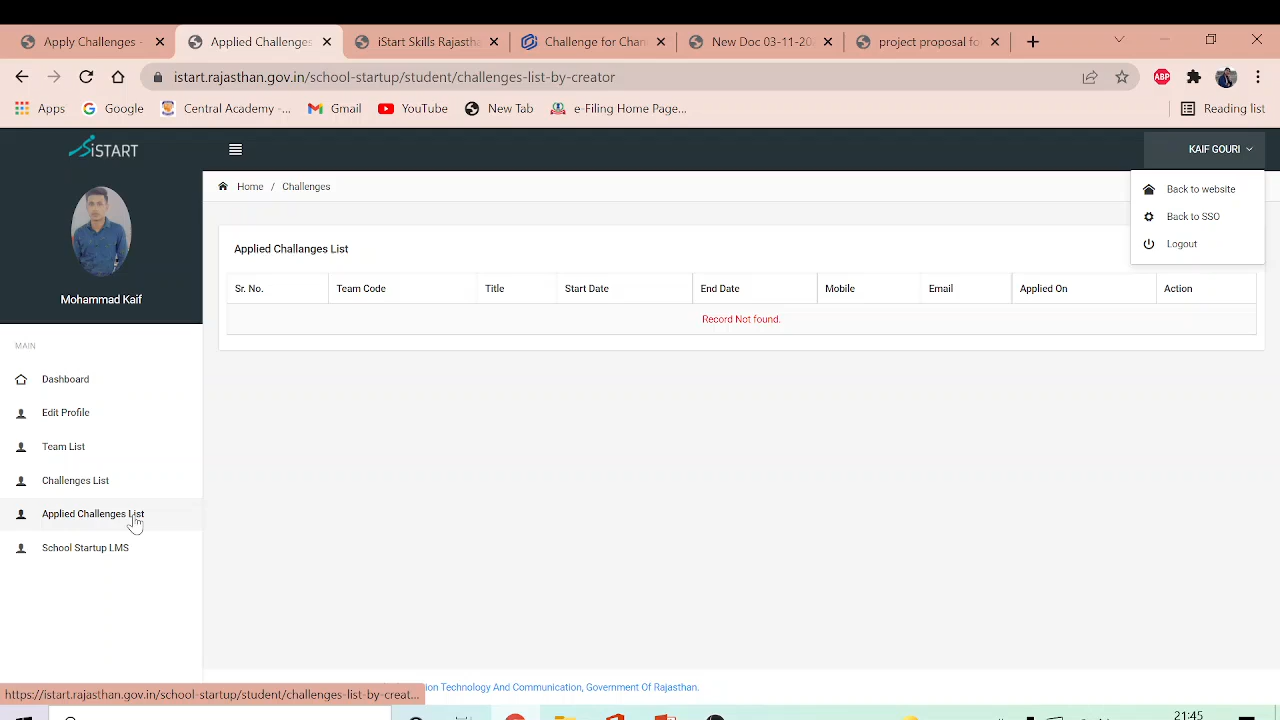 Apply Challenges -
Applied Challenges
iStart Skills Rajastha
Challenge for Chan
New Doc 03-11-20
project proposal fo
istart.rajasthan.gov.in/school-startup/student/challenges-list-by-creator
ABP
Apps
Google
Central Academy -...
Gmail
YouTube
New Tab
e-Filing Home Page...
Reading list
iSTART
KAIF GOURI
Back to website
Back to SSO
Logout
Mohammad Kaif
MAIN
Dashboard
Edit Profile
Team List
Challenges List
Applied Challenges List
School Startup LMS
Home / Challenges
Applied Challanges List
Sr. No. Team Code Title Start Date End Date Mobile Email Applied On Action
Record Not found.
Technology And Communication, Government Of Rajasthan.
https://istart.rajasthan.gov.in/school-startup/student/challenges-list-by-creat...
21:45